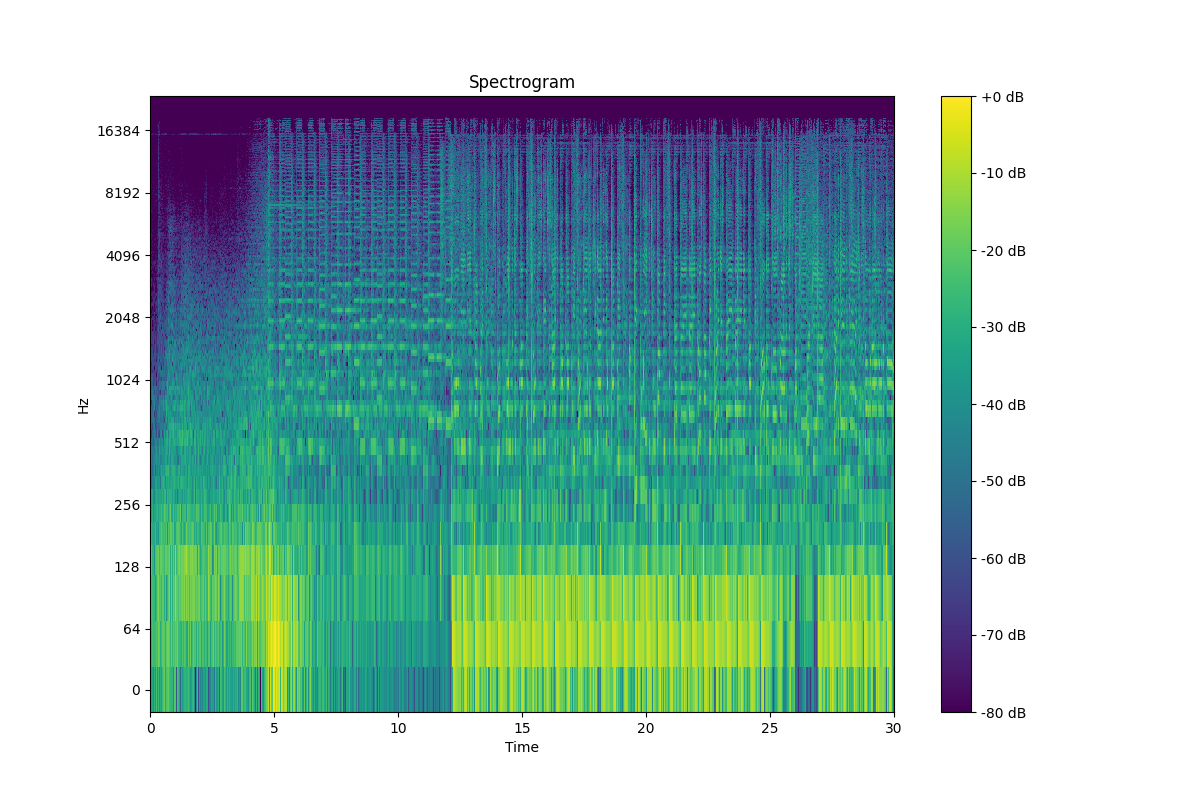 Spectrogram
Hz
16384
8192
4096
2048
1024
512
256
128
64
0
0
5
10
15
20
25
30
Time
+0 dB
-10 dB
-20 dB
-30 dB
-40 dB
-50 dB
-60 dB
-70 dB
-80 dB